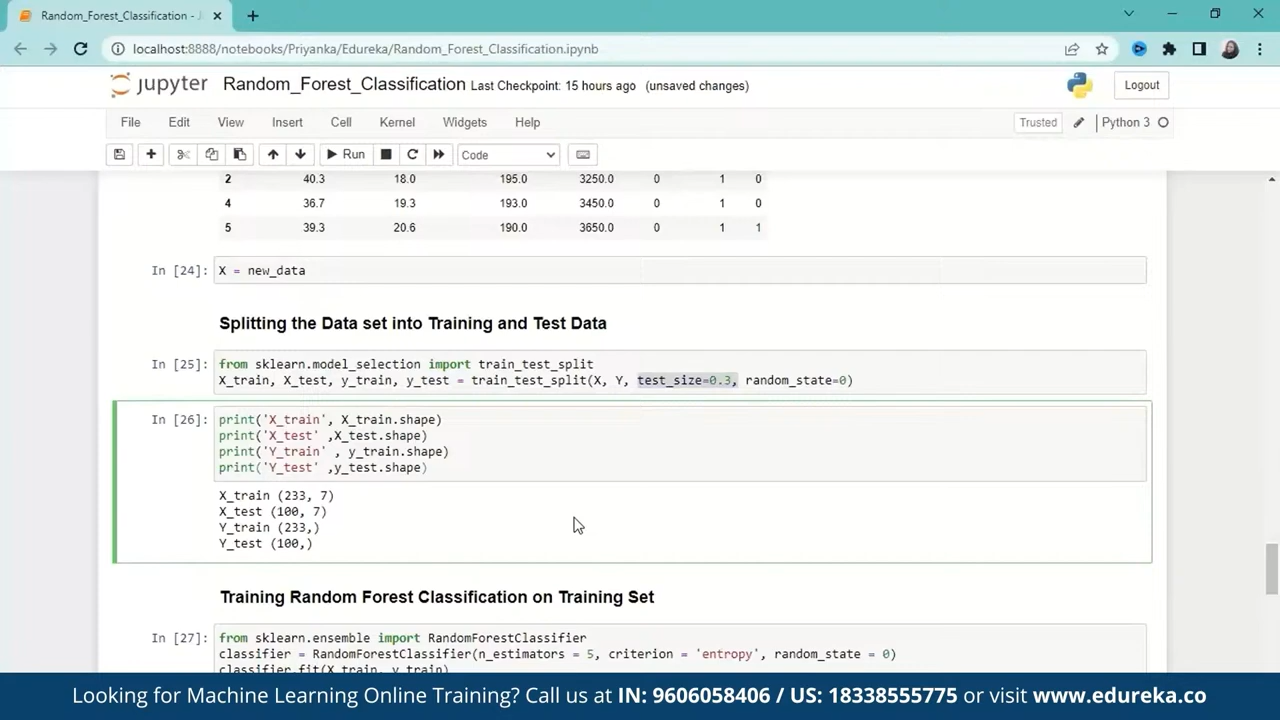 Random_Forest_Classification - J
localhost:8888/notebooks/Priyanka/Edureka/Random_Forest_Classification.ipynb
jupyter Random_Forest_Classification Last Checkpoint: 15 hours ago (unsaved changes) Logout
File Edit View Insert Cell Kernel Widgets Help Trusted Python 3
Run Code
2 40.3 18.0 195.0 3250.0 0 1 0
4 36.7 19.3 193.0 3450.0 0 1 0
5 39.3 20.6 190.0 3650.0 0 1 1
In [24]: X = new_data
Splitting the Data set into Training and Test Data
In [25]: from sklearn.model_selection import train_test_split
X_train, X_test, y_train, y_test = train_test_split(X, Y, test_size=0.3, random_state=0)
In [26]: print('X_train', X_train.shape)
print('X_test' ,X_test.shape)
print('Y_train' , y_train.shape)
print('Y_test' ,y_test.shape)
X_train (233, 7)
X_test (100, 7)
Y_train (233,)
Y_test (100,)
Training Random Forest Classification on Training Set
In [27]: from sklearn.ensemble import RandomForestClassifier
classifier = RandomForestClassifier(n_estimators = 5, criterion = 'entropy', random_state = 0)
classifier.fit(X_train, y_train)
Looking for Machine Learning Online Training? Call us at IN: 9606058406 / US: 18338555775 or visit www.edureka.co